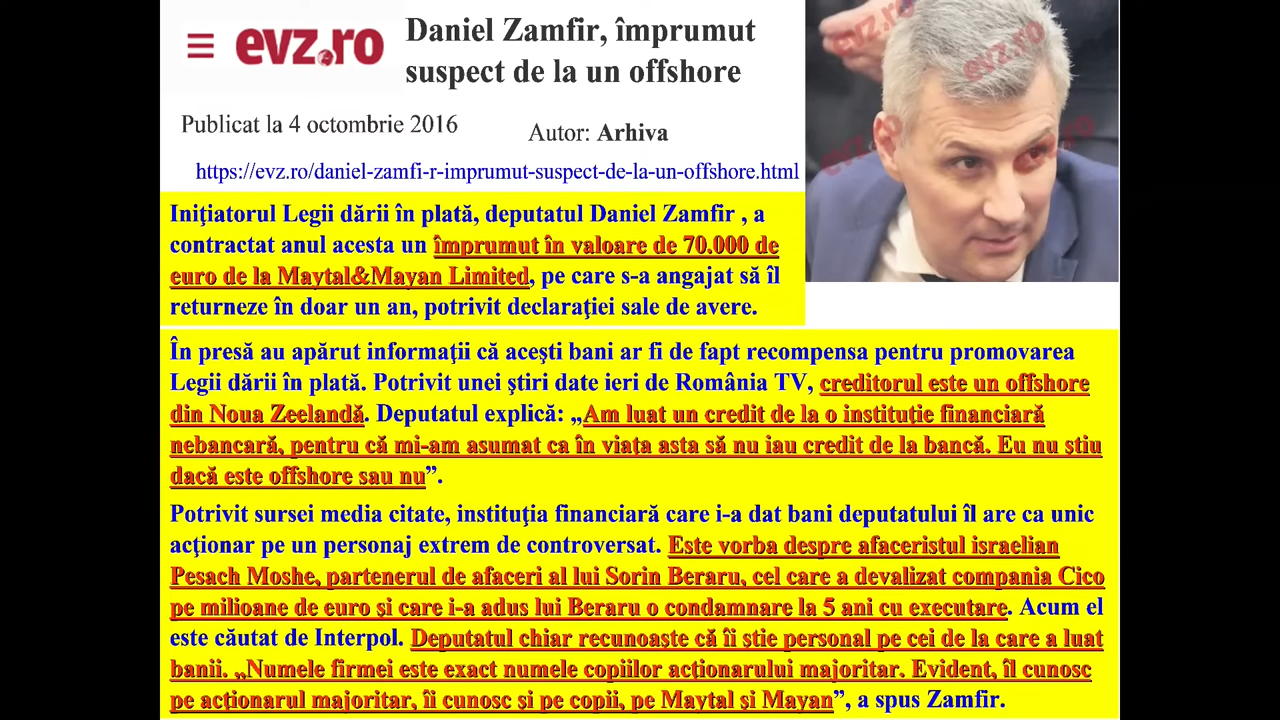 evz.ro
Daniel Zamfir, împrumut
suspect de la un offshore
Publicat la 4 octombrie 2016
Autor: Arhiva
https://evz.ro/daniel-zamfi-r-imprumut-suspect-de-la-un-offshore.html
evz.ro
evz.ro
evz.ro
evz.ro
Iniţiatorul Legii dării în plată, deputatul Daniel Zamfir , a
contractat anul acesta un împrumut în valoare de 70.000 de
euro de la Maytal&Mayan Limited, pe care s-a angajat să îl
returneze în doar un an, potrivit declaraţiei sale de avere.
În presă au apărut informaţii că aceşti bani ar fi de fapt recompensa pentru promovarea
Legii dării în plată. Potrivit unei ştiri date ieri de România TV, creditorul este un offshore
din Noua Zeelandă. Deputatul explică: „Am luat un credit de la o instituţie financiară
nebancară, pentru că mi-am asumat ca în viaţa asta să nu iau credit de la bancă. Eu nu ştiu
dacă este offshore sau nu”.
Potrivit sursei media citate, instituţia financiară care i-a dat bani deputatului îl are ca unic
acţionar pe un personaj extrem de controversat. Este vorba despre afaceristul israelian
Pesach Moshe, partenerul de afaceri al lui Sorin Beraru, cel care a devalizat compania Cico
pe milioane de euro şi care i-a adus lui Beraru o condamnare la 5 ani cu executare. Acum el
este căutat de Interpol. Deputatul chiar recunoaşte că îi ştie personal pe cei de la care a luat
banii. „Numele firmei este exact numele copiilor acţionarului majoritar. Evident, îl cunosc
pe acţionarul majoritar, îi cunosc şi pe copii, pe Maytal şi Mayan”, a spus Zamfir.